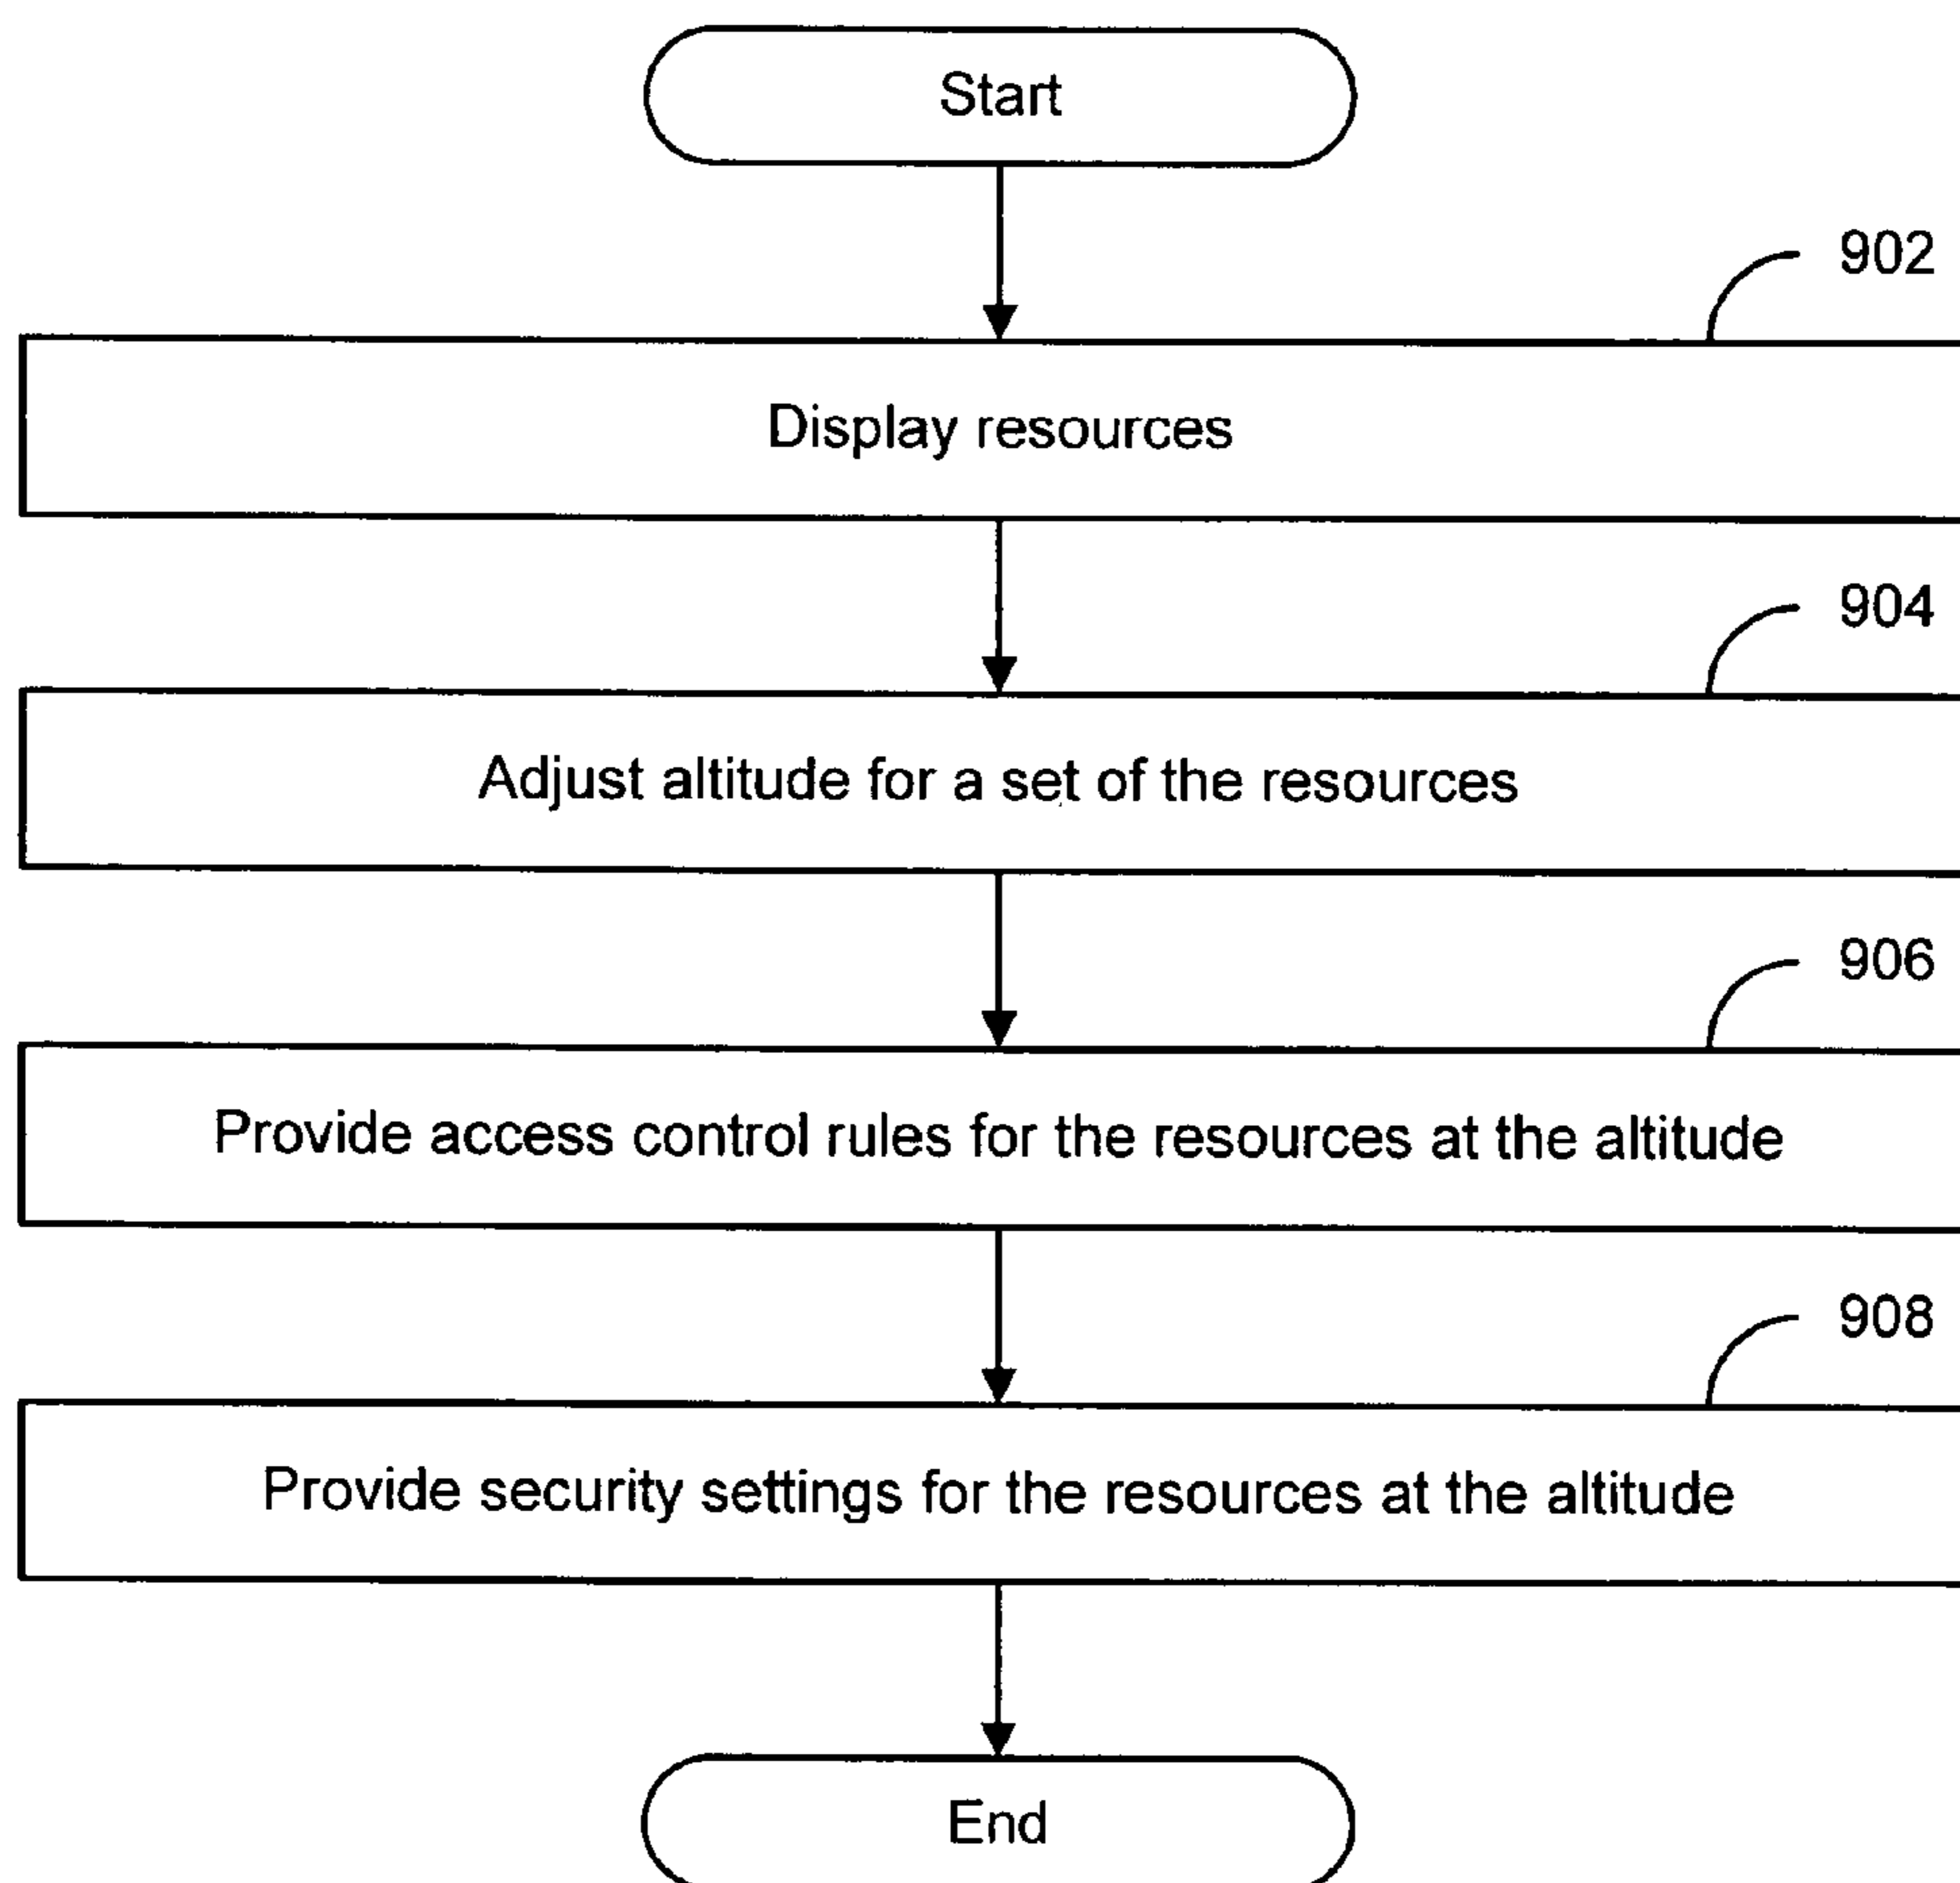 Start
902
Display resources
904
Adjust altitude for a set of the resources
906
Provide access control rules for the resources at the altitude
908
Provide security settings for the resources at the altitude
End